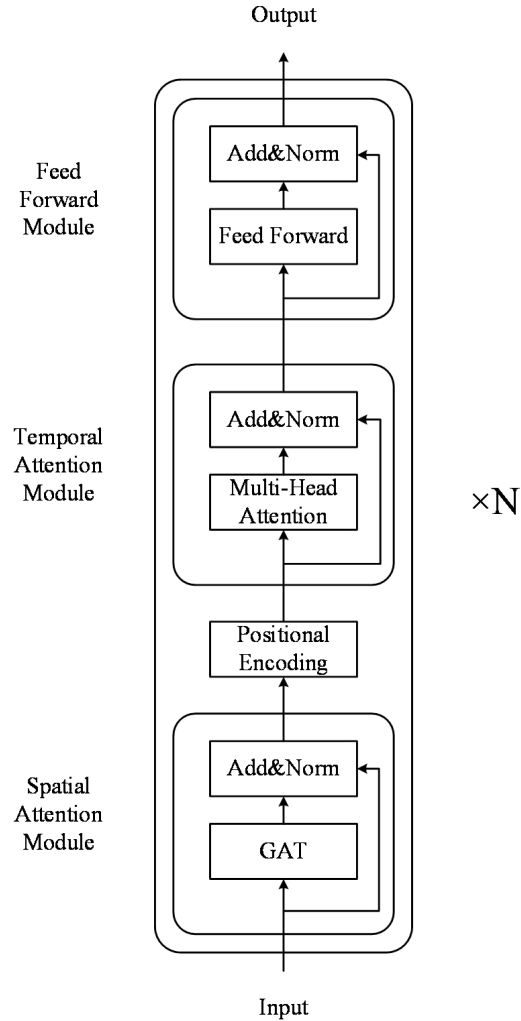 Output
Feed
Forward
Module
Add&Norm
Feed Forward
Temporal
Attention
Module
Add&Norm
Multi-Head
Attention
×N
Positional
Encoding
Spatial
Attention
Module
Add&Norm
GAT
Input